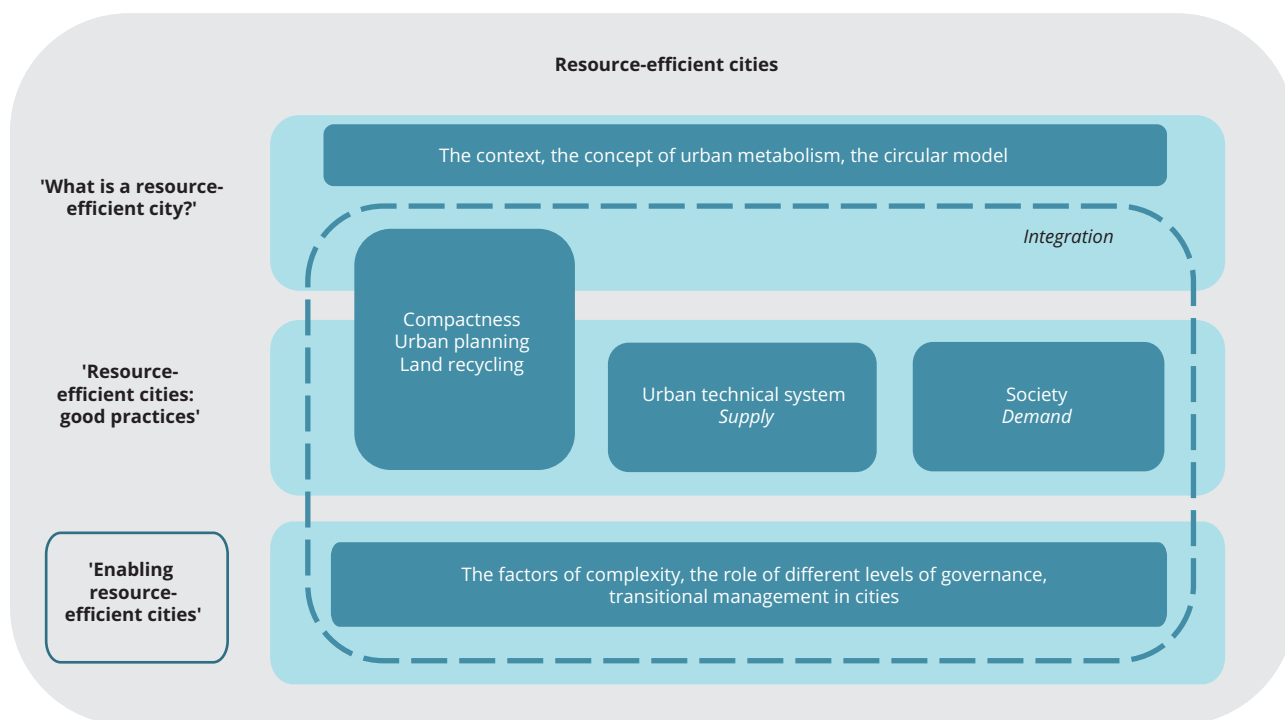 Resource-efficient cities
'What is a resource-
efficient city?'
The context, the concept of urban metabolism, the circular model
Integration
Compactness
Urban planning
Land recycling
'Resource-
efficient cities:
good practices'
Urban technical system
Supply
Society
Demand
'Enabling
resource-
efficient cities'
The factors of complexity, the role of different levels of governance,
transitional management in cities